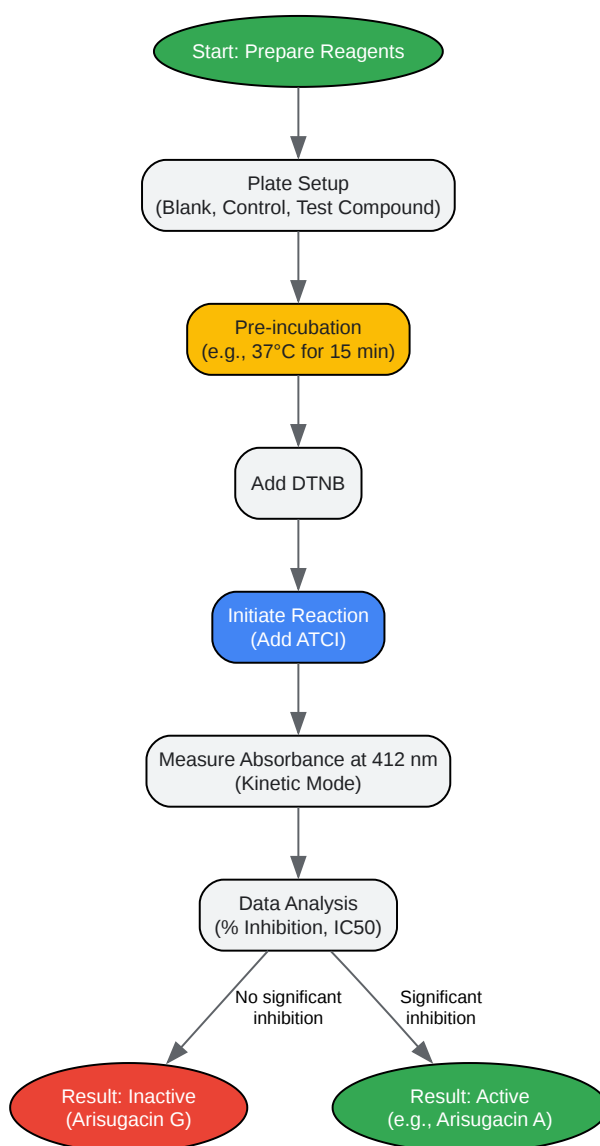 Start: Prepare Reagents
Plate Setup
(Blank, Control, Test Compound)
Pre-incubation
(e.g., 37°C for 15 min)
Add DTNB
Initiate Reaction
(Add ATCI)
Measure Absorbance at 412 nm
(Kinetic Mode)
Data Analysis
(% Inhibition, IC50)
No significant
inhibition
Significant
inhibition
Result: Inactive
(Arisugacin G)
Result: Active
(e.g., Arisugacin A)